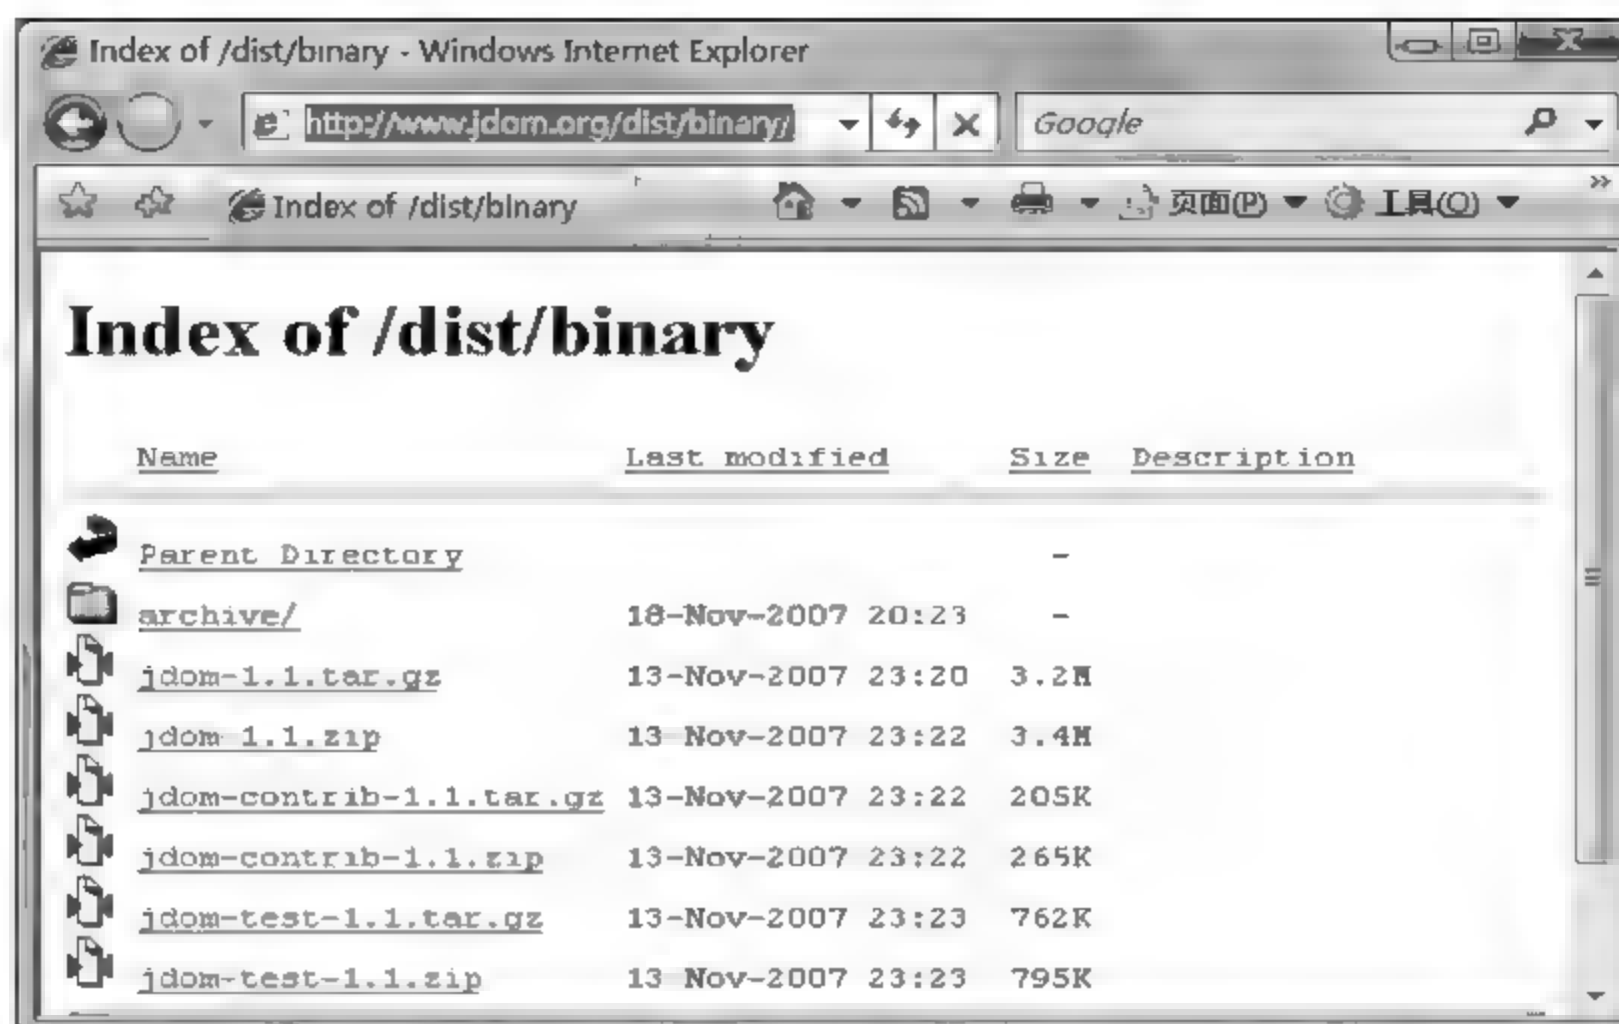 Index of /dist/binary - Windows Internet Explorer
http://www.jdom.org/dist/binary/ Google
Index of /dist/binary 页面(P) 工具(O) »
Index of /dist/binary
Name Last modified Size Description
Parent Directory -
archive/ 18-Nov-2007 20:23 -
jdom-1.1.tar.gz 13-Nov-2007 23:20 3.2M
jdom-1.1.zip 13-Nov-2007 23:22 3.4M
jdom-contrib-1.1.tar.gz 13-Nov-2007 23:22 205K
jdom-contrib-1.1.zip 13-Nov-2007 23:22 265K
jdom-test-1.1.tar.gz 13-Nov-2007 23:23 762K
jdom-test-1.1.zip 13-Nov-2007 23:23 795K